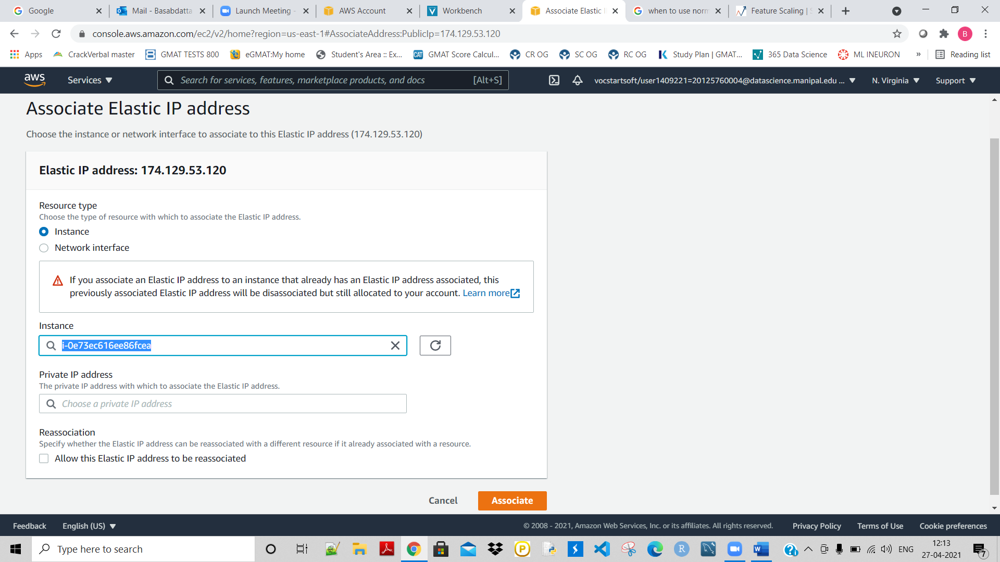 Google
Mail - Basabdatta
Launch Meeting -
AWS Account
Workbench
Associate Elastic
when to use norm
Feature Scaling |
console.aws.amazon.com/ec2/v2/home?region=us-east-1#AssociateAddress:PublicIp=174.129.53.120
B
Apps
CrackVerbal master
GMAT TESTS 800
eGMAT:My home
Student's Area :: Ex...
CAT
GMAT Score Calcul...
CR OG
SC OG
RC OG
Study Plan | GMAT...
365 Data Science
ML INEURON
»
Reading list
aws
Services
Search for services, features, marketplace products, and docs
[Alt+S]
vocstartsoft/user1409221=20125760004@datascience.manipal.edu ...
N. Virginia
Support
Associate Elastic IP address
Choose the instance or network interface to associate to this Elastic IP address (174.129.53.120)
Elastic IP address: 174.129.53.120
Resource type
Choose the type of resource with which to associate the Elastic IP address.
Instance
Network interface
If you associate an Elastic IP address to an instance that already has an Elastic IP address associated, this
previously associated Elastic IP address will be disassociated but still allocated to your account. Learn more
Instance
i-0e73ec616ee86fcea
Private IP address
The private IP address with which to associate the Elastic IP address.
Choose a private IP address
Reassociation
Specify whether the Elastic IP address can be reassociated with a different resource if it already associated with a resource.
Allow this Elastic IP address to be reassociated
Cancel
Associate
Feedback
English (US)
© 2008 - 2021, Amazon Web Services, Inc. or its affiliates. All rights reserved.
Privacy Policy
Terms of Use
Cookie preferences
Type here to search
P
R
W
ENG
12:13
27-04-2021
7